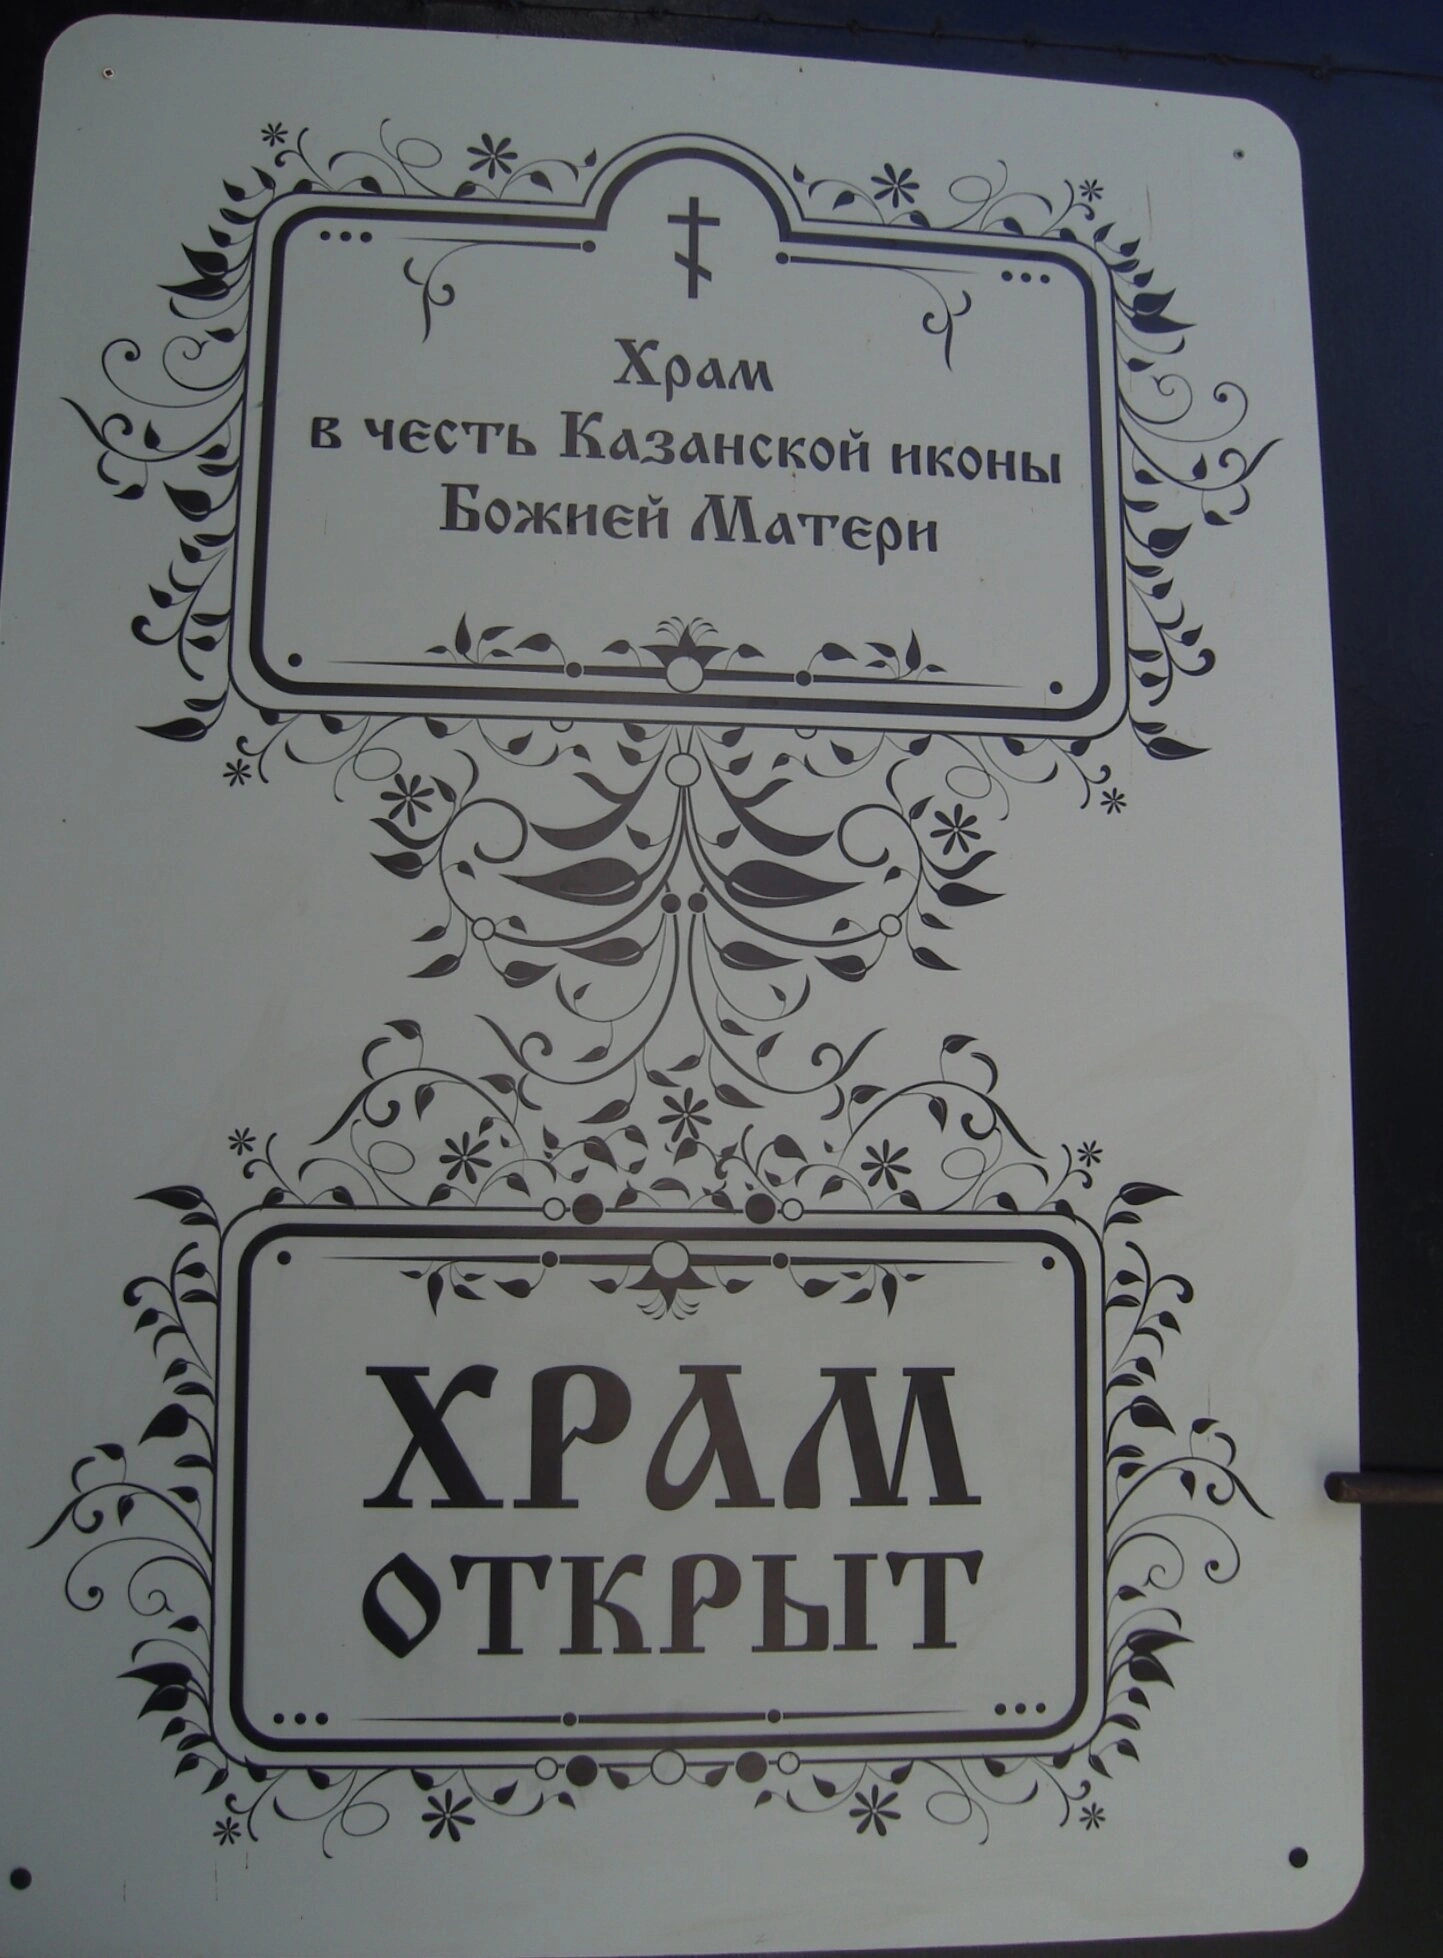 Храм
в честь Казанской иконы
Божией Матери
ХРАМ
ОТКРЫТ